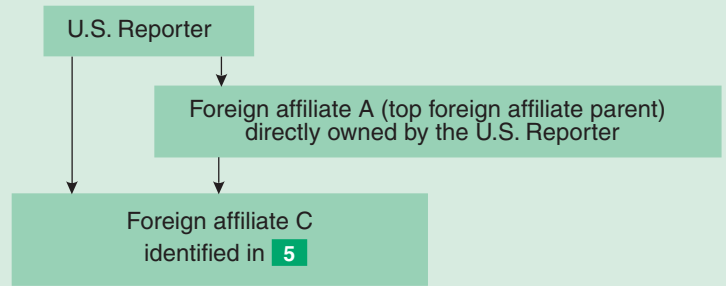 U.S. Reporter
Foreign affiliate A (top foreign affiliate parent)
directly owned by the U.S. Reporter
Foreign affiliate C
identified in 5